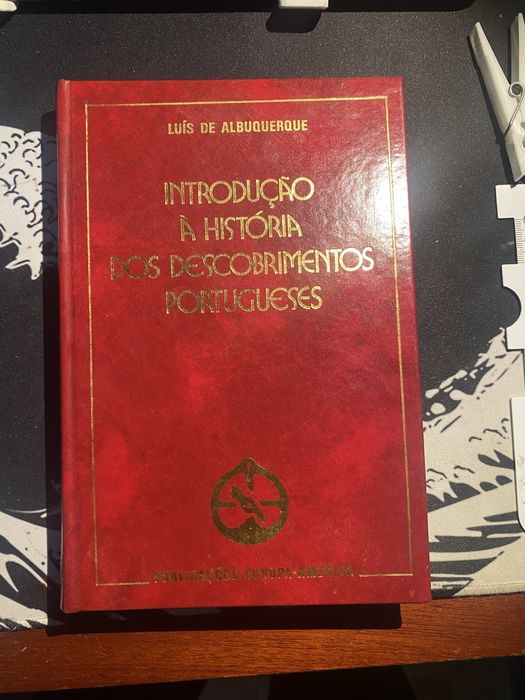 LUÍS DE ALBUQUERQUE
INTRODUÇÃO
À HISTÓRIA
DOS DESCOBRIMENTOS
PORTUGUESES
PUBLICAÇÕES EUROPA-AMÉRICA